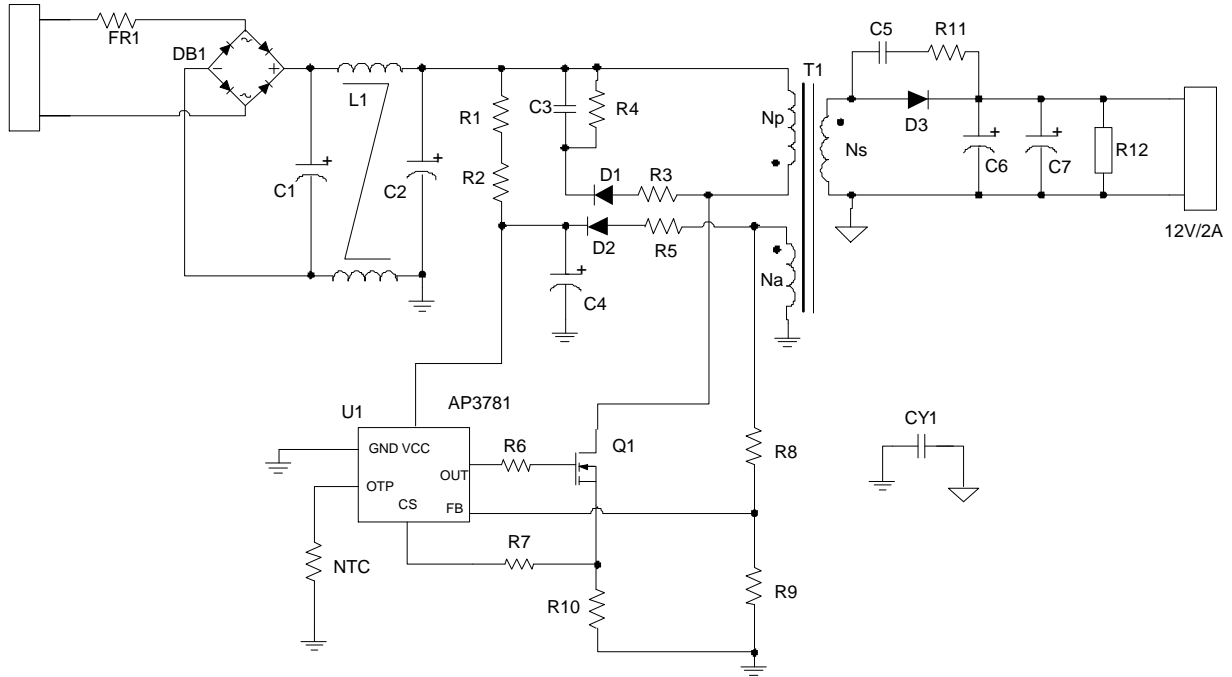 FR1
DB1
~
~
-
+
L1
C1
+
C2
+
R1
R2
C3
R4
D1
R3
D2
R5
C4
+
T1
Np
Na
Ns
C5
R11
D3
C6
+
C7
+
R12
12V/2A
U1
AP3781
GND VCC
OUT
OTP
CS
FB
R6
Q1
R7
R8
R9
R10
NTC
CY1